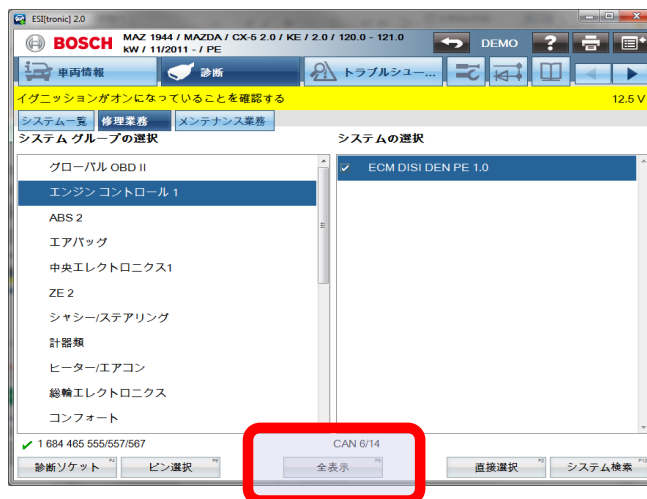 ESI[tronic] 2.0
BOSCH
MAZ 1944 / MAZDA / CX-5 2.0 / KE / 2.0 / 120.0 - 121.0
kW / 11/2011 - / PE
DEMO
?
車両情報
診断
トラブルシュー...
イグニッションがオンになっていることを確認する
12.5 V
システム一覧
修理業務
メンテナンス業務
システム グループの選択
システムの選択
グローバル OBD II
エンジン コントロール 1
ABS 2
エアバッグ
中央エレクトロニクス1
ZE 2
シャシー/ステアリング
計器類
ヒーター/エアコン
総輪エレクトロニクス
コンフォート
ECM DISI DEN PE 1.0
1 684 465 555/557/567
CAN 6/14
診断ソケット
ピン選択
全表示
直接選択
システム検索